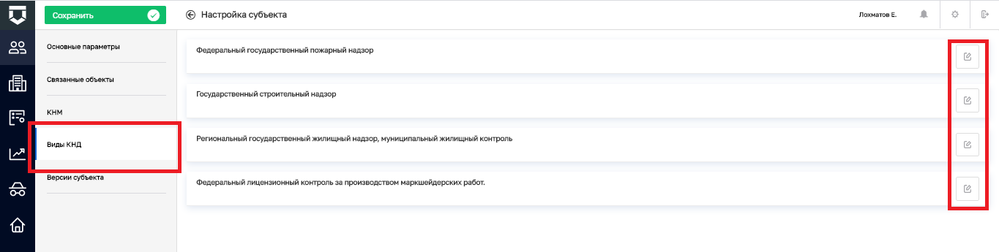 Сохранить
Настройка субъекта
Лохматов Е.
Основные параметры
Связанные объекты
КНМ
Виды КНД
Версии субъекта
Федеральный государственный пожарный надзор
Государственный строительный надзор
Региональный государственный жилищный надзор, муниципальный жилищный контроль
Федеральный лицензионный контроль за производством маркшейдерских работ.